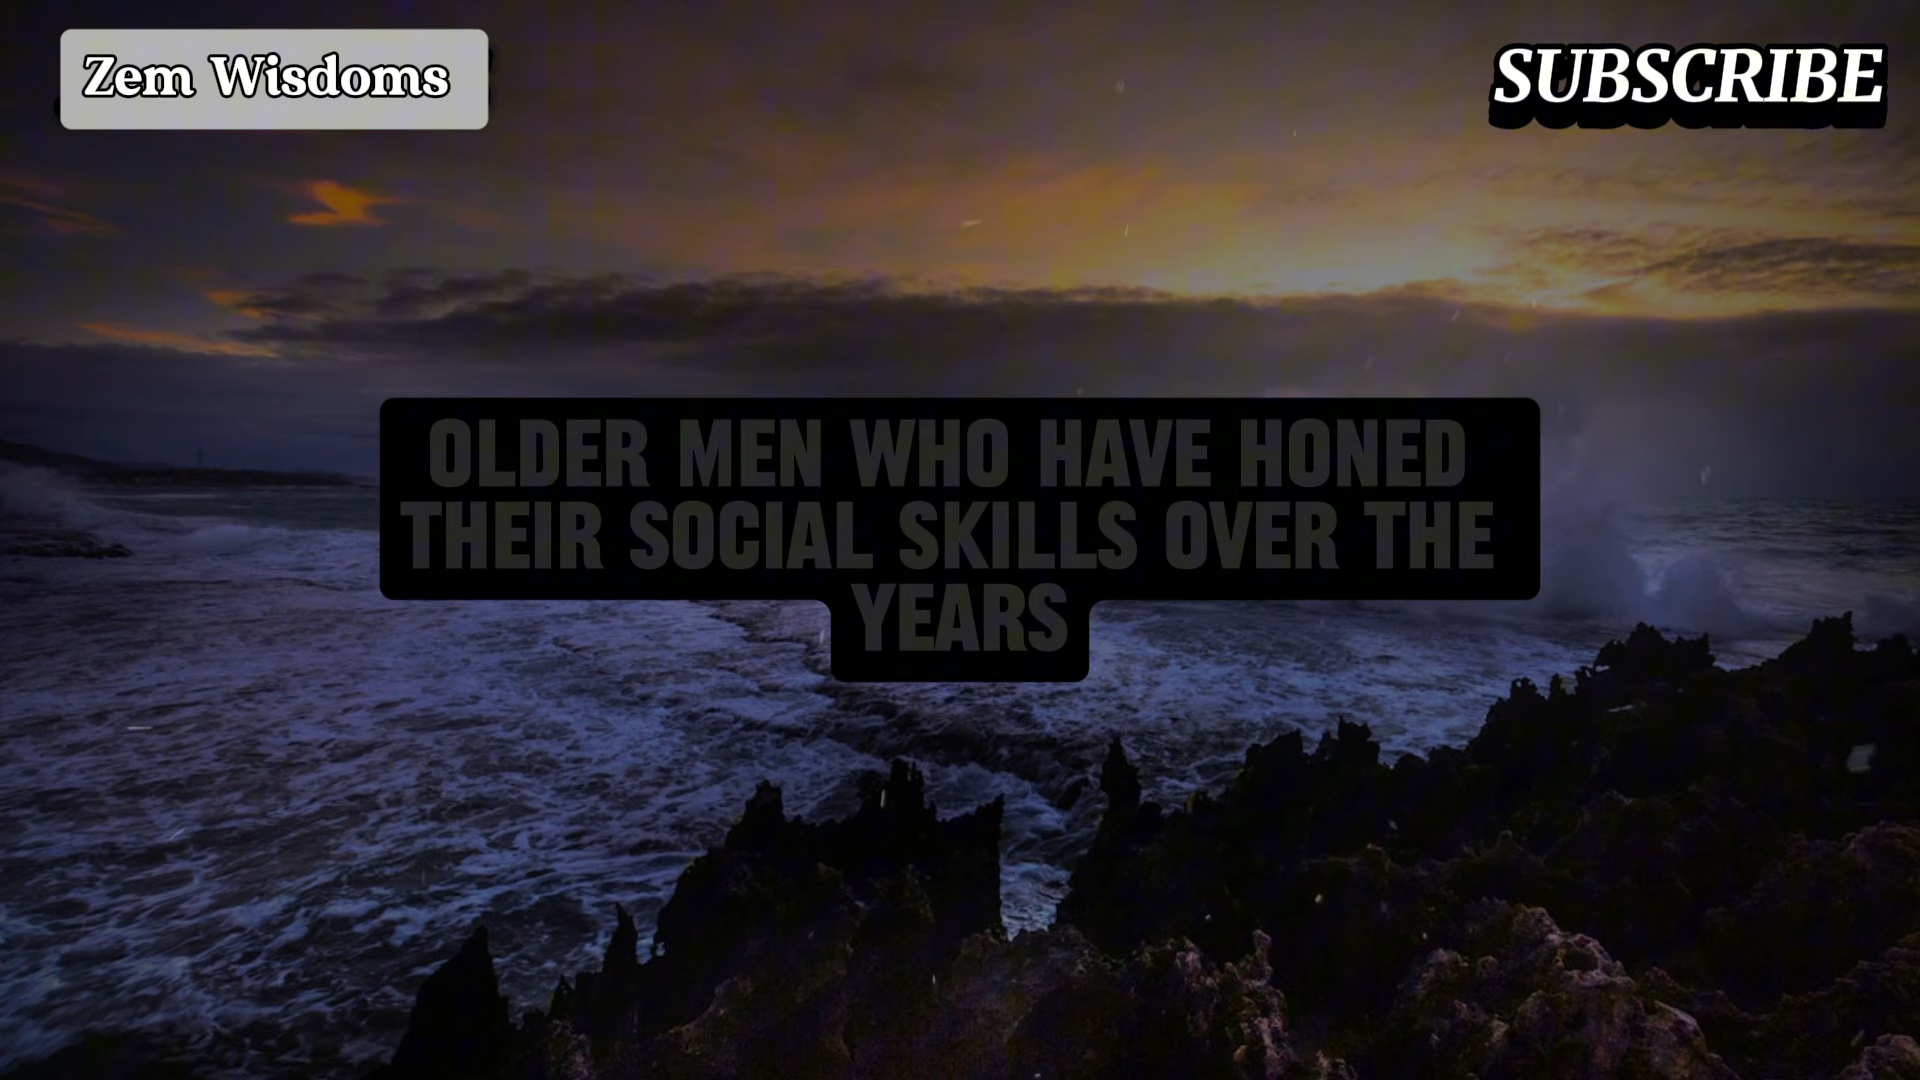 Zem Wisdoms
SUBSCRIBE
OLDER MEN WHO HAVE HONED
THEIR SOCIAL SKILLS OVER THE
YEARS